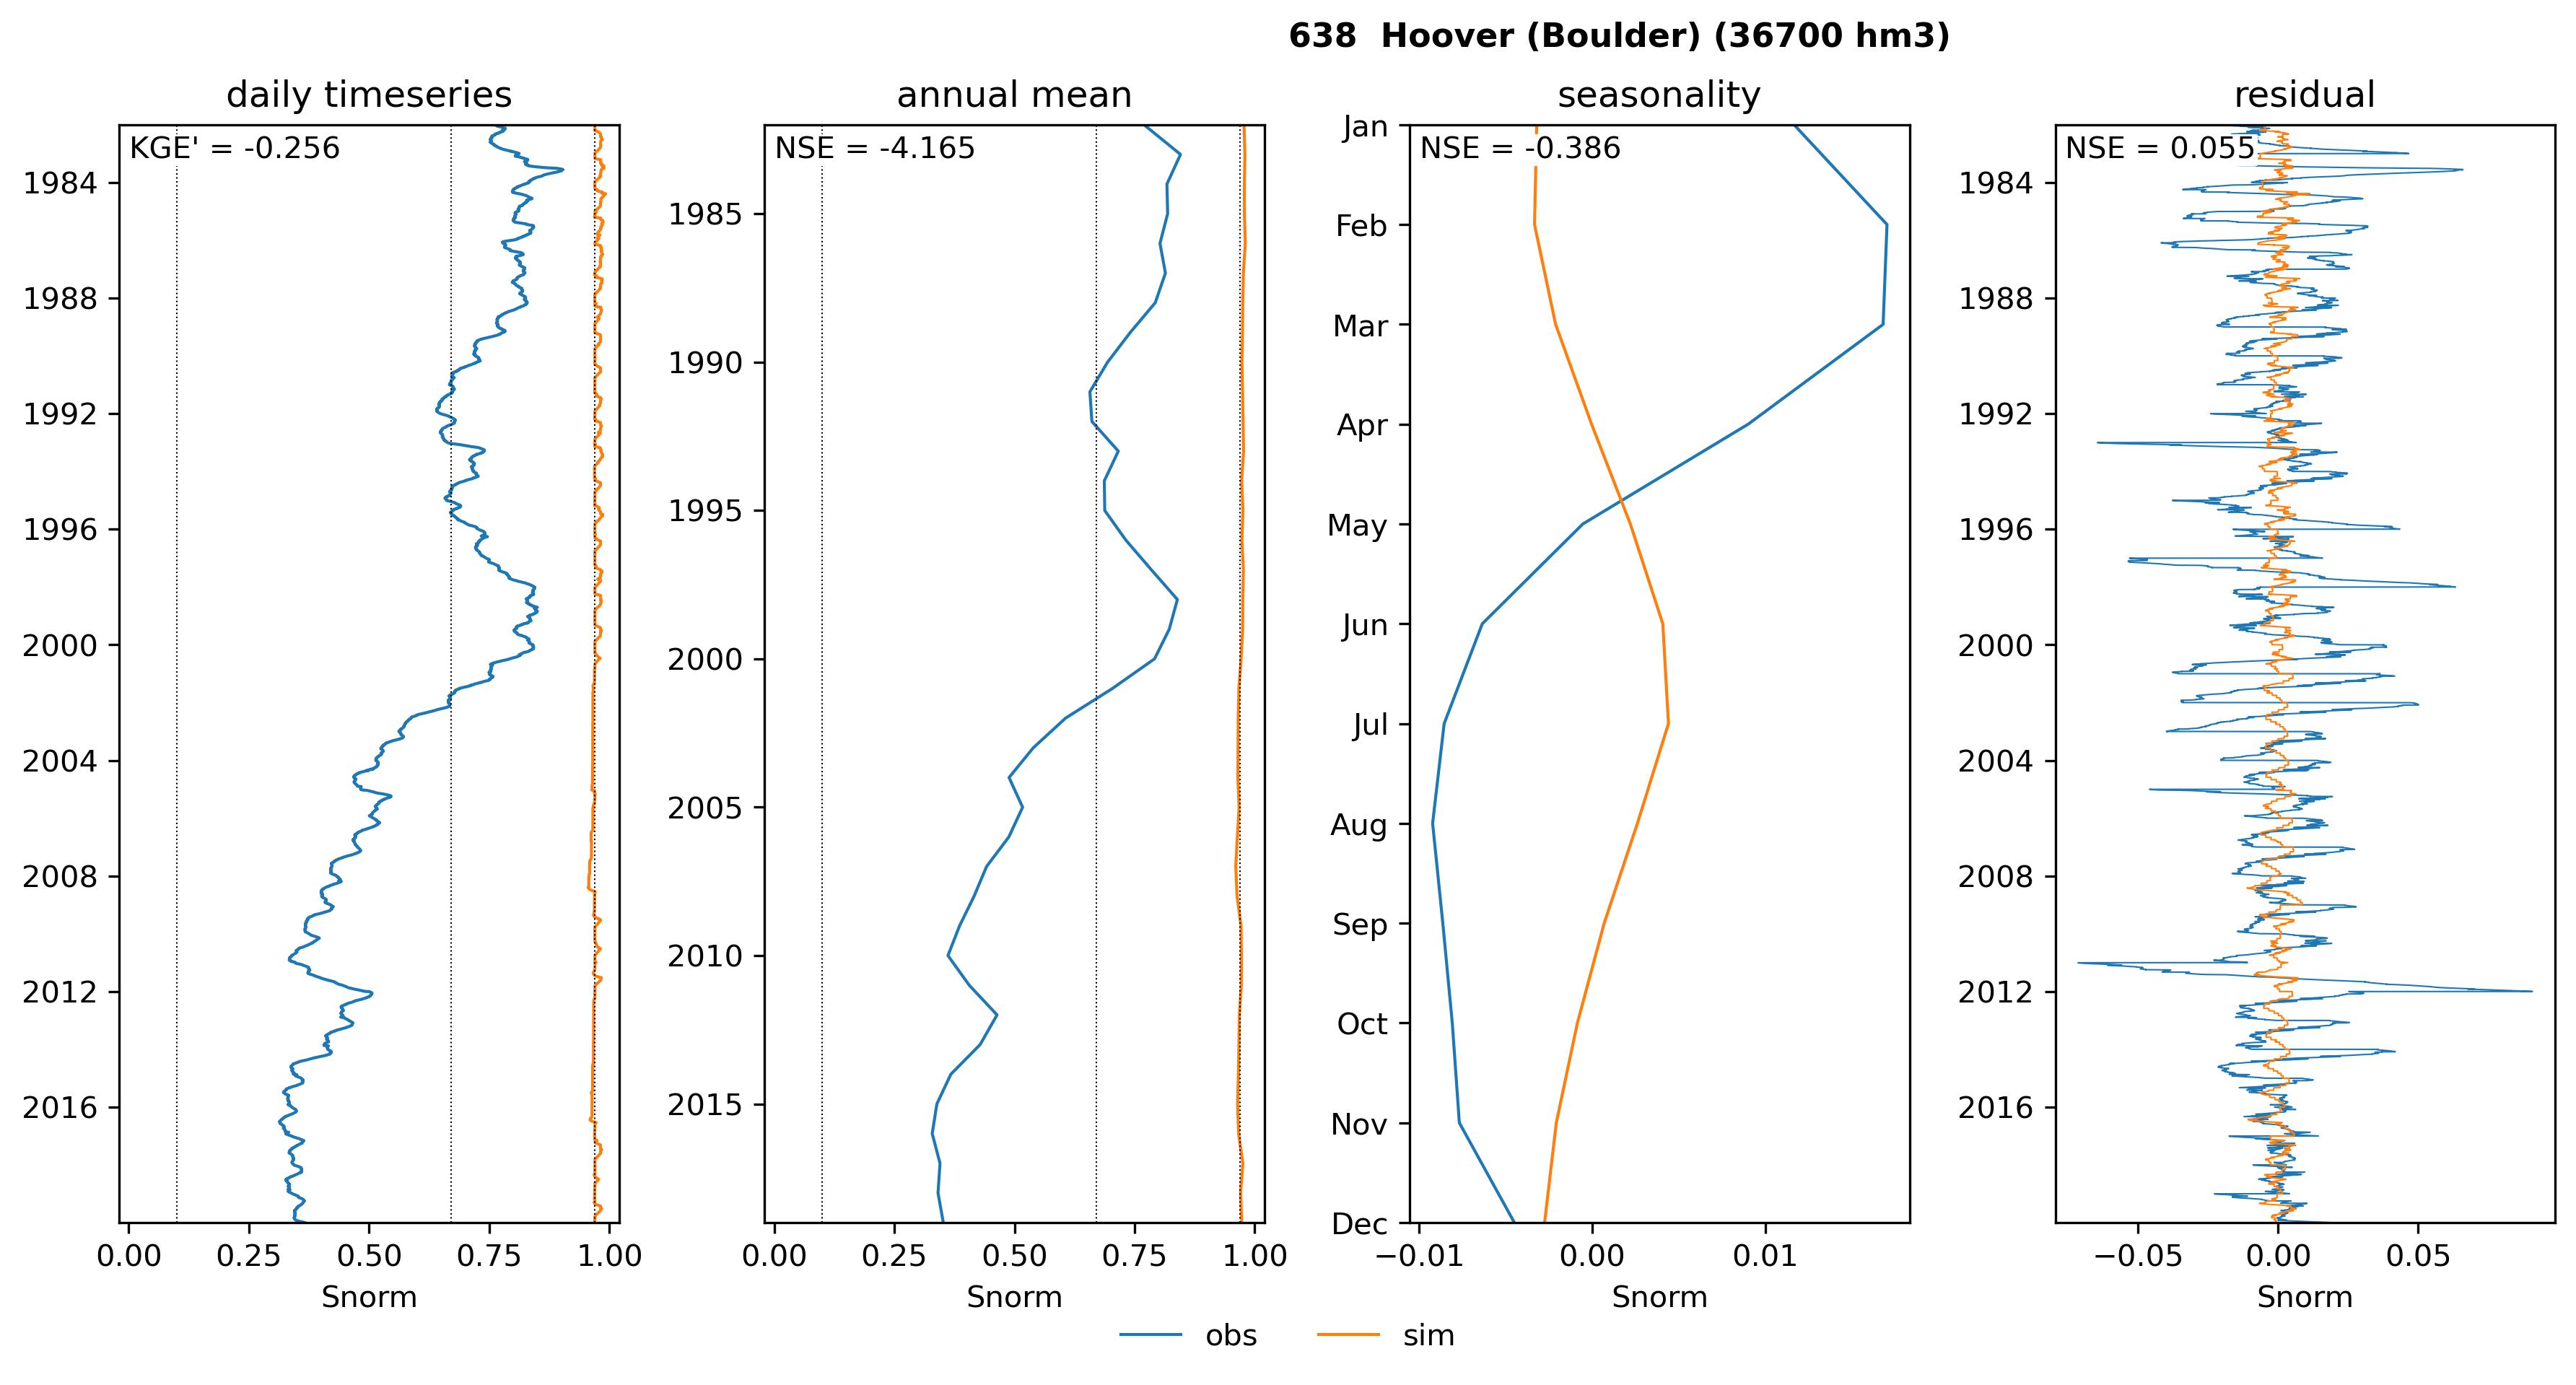 638  Hoover (Boulder) (36700 hm3)
daily timeseries
KGE' = -0.256
1984
1988
1992
1996
2000
2004
2008
2012
2016
0.00 0.25 0.50 0.75 1.00
Snorm
annual mean
NSE = -4.165
1985
1990
1995
2000
2005
2010
2015
0.00 0.25 0.50 0.75 1.00
Snorm
seasonality
NSE = -0.386
Jan
Feb
Mar
Apr
May
Jun
Jul
Aug
Sep
Oct
Nov
Dec
−0.01 0.00 0.01
Snorm
residual
NSE = 0.055
1984
1988
1992
1996
2000
2004
2008
2012
2016
−0.05 0.00 0.05
Snorm
obs sim